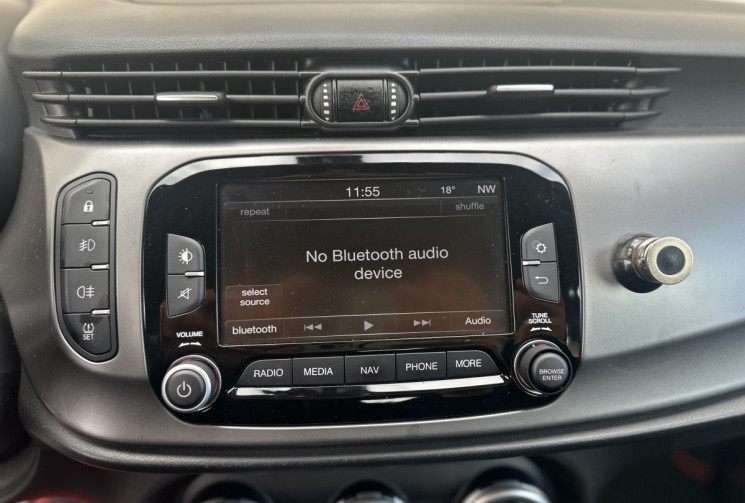 11:55 18° NW
repeat shuffle
No Bluetooth audio
device
select
source
bluetooth Audio
SET
VOLUME
TUNE
SCROLL
RADIO MEDIA NAV PHONE MORE
BROWSE
ENTER